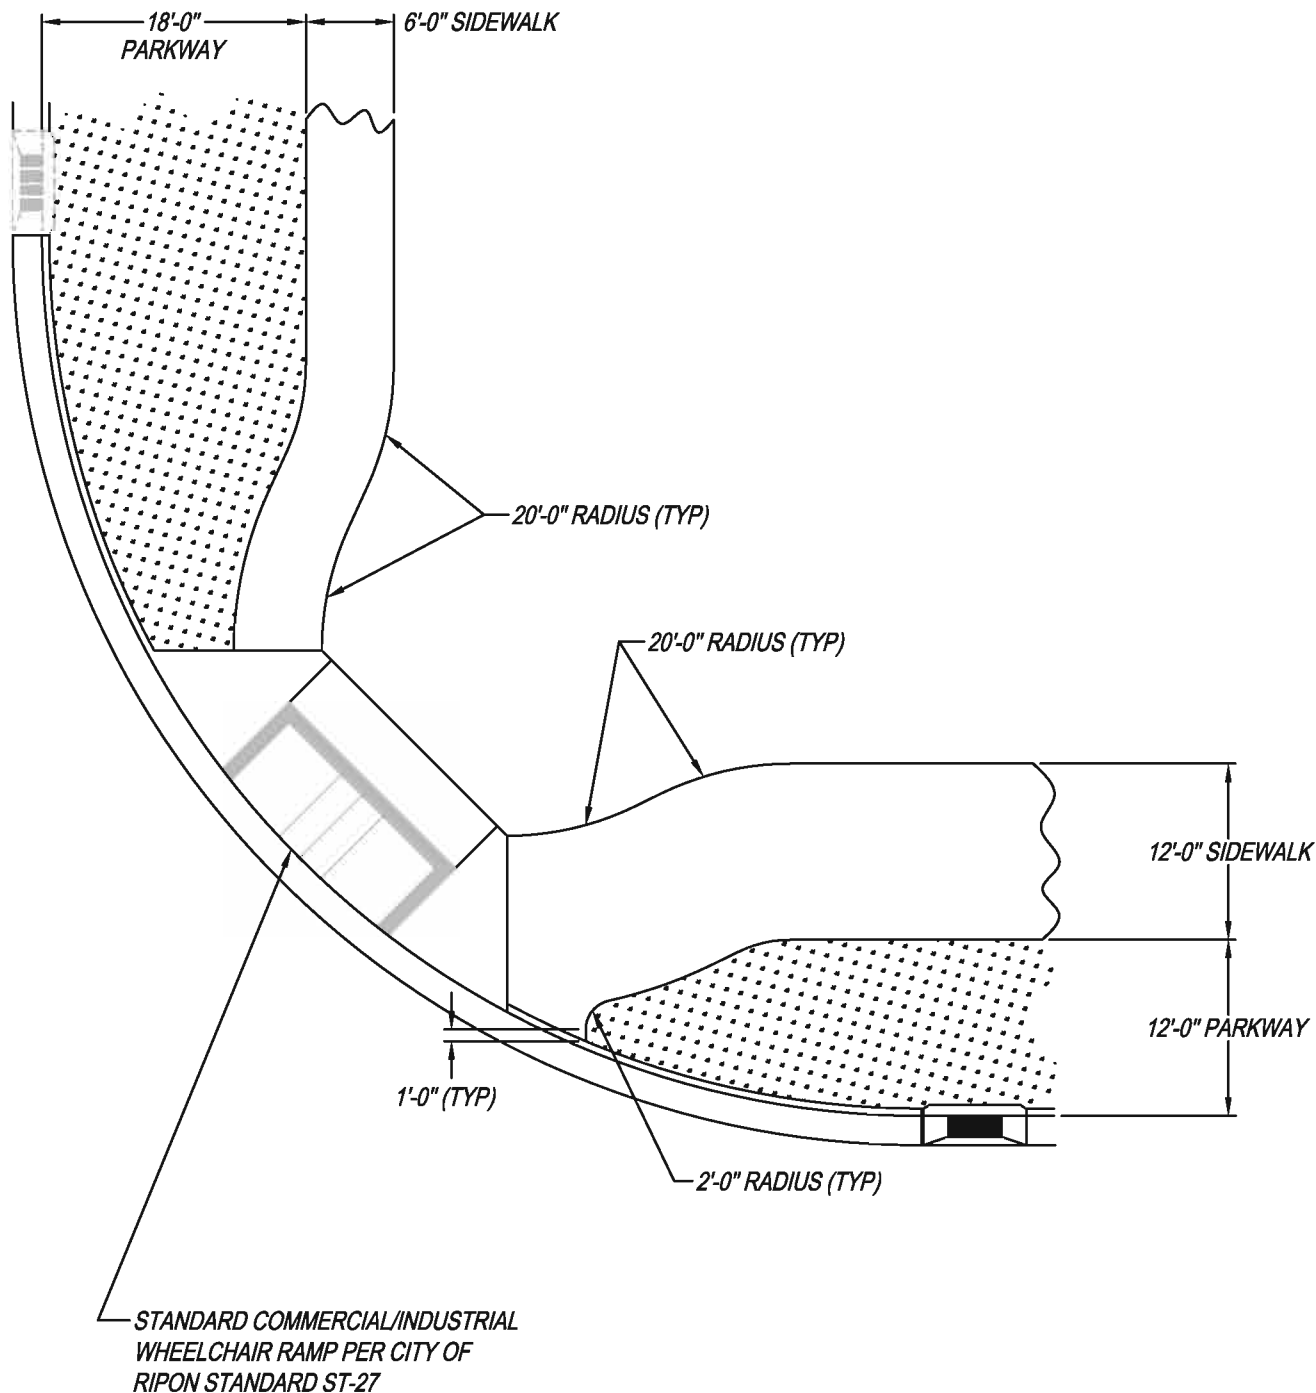 18'-0"
PARKWAY
6'-0" SIDEWALK
20'-0" RADIUS (TYP)
20'-0" RADIUS (TYP)
12'-0" SIDEWALK
12'-0" PARKWAY
1'-0" (TYP)
2'-0" RADIUS (TYP)
STANDARD COMMERCIAL/INDUSTRIAL
WHEELCHAIR RAMP PER CITY OF
RIPON STANDARD ST-27